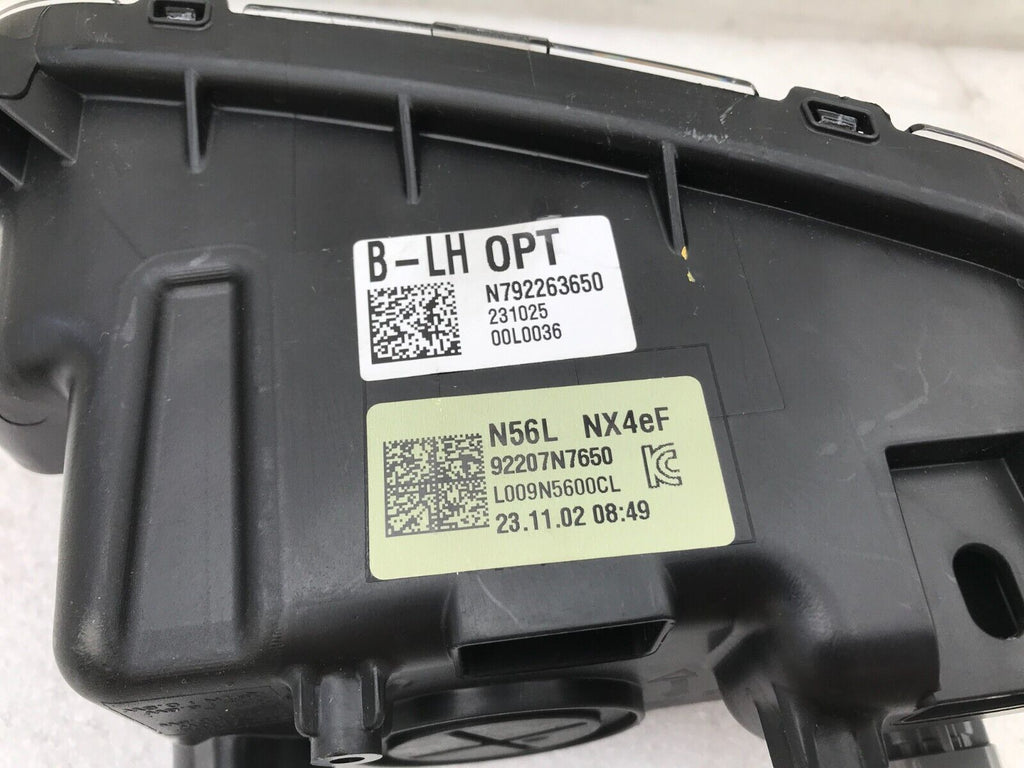 B-LH OPT
N792263650
231025
00L0036
N56L NX4eF
92207N7650
L009N5600CL
23.11.02 08:49